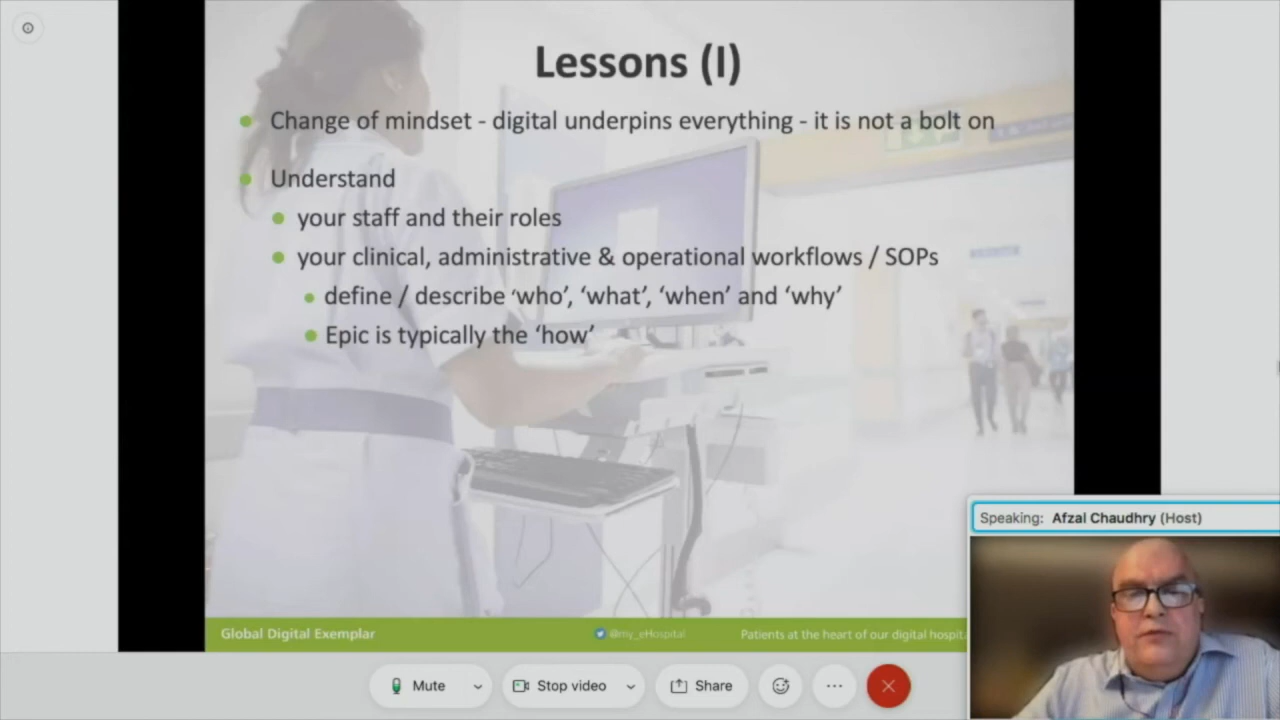 Lessons (I)
Change of mindset - digital underpins everything - it is not a bolt on
Understand
your staff and their roles
your clinical, administrative & operational workflows / SOPs
define / describe ‘who’, ‘what’, ‘when’ and ‘why’
Epic is typically the ‘how’
Speaking: Afzal Chaudhry (Host)
Global Digital Exemplar
@my_eHospital
Patients at the heart of our digital
Mute
Stop video
Share